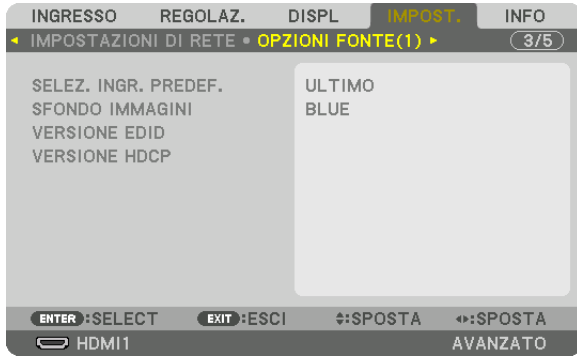 INGRESSO REGOLAZ. DISPL IMPOST. INFO
◄ IMPOSTAZIONI DI RETE • OPZIONI FONTE(1) ► 3/5
SELEZ. INGR. PREDEF. ULTIMO
SFONDO IMMAGINI BLUE
VERSIONE EDID
VERSIONE HDCP
ENTER :SELECT EXIT :ESCI :SPOSTA :SPOSTA
HDMI1 AVANZATO